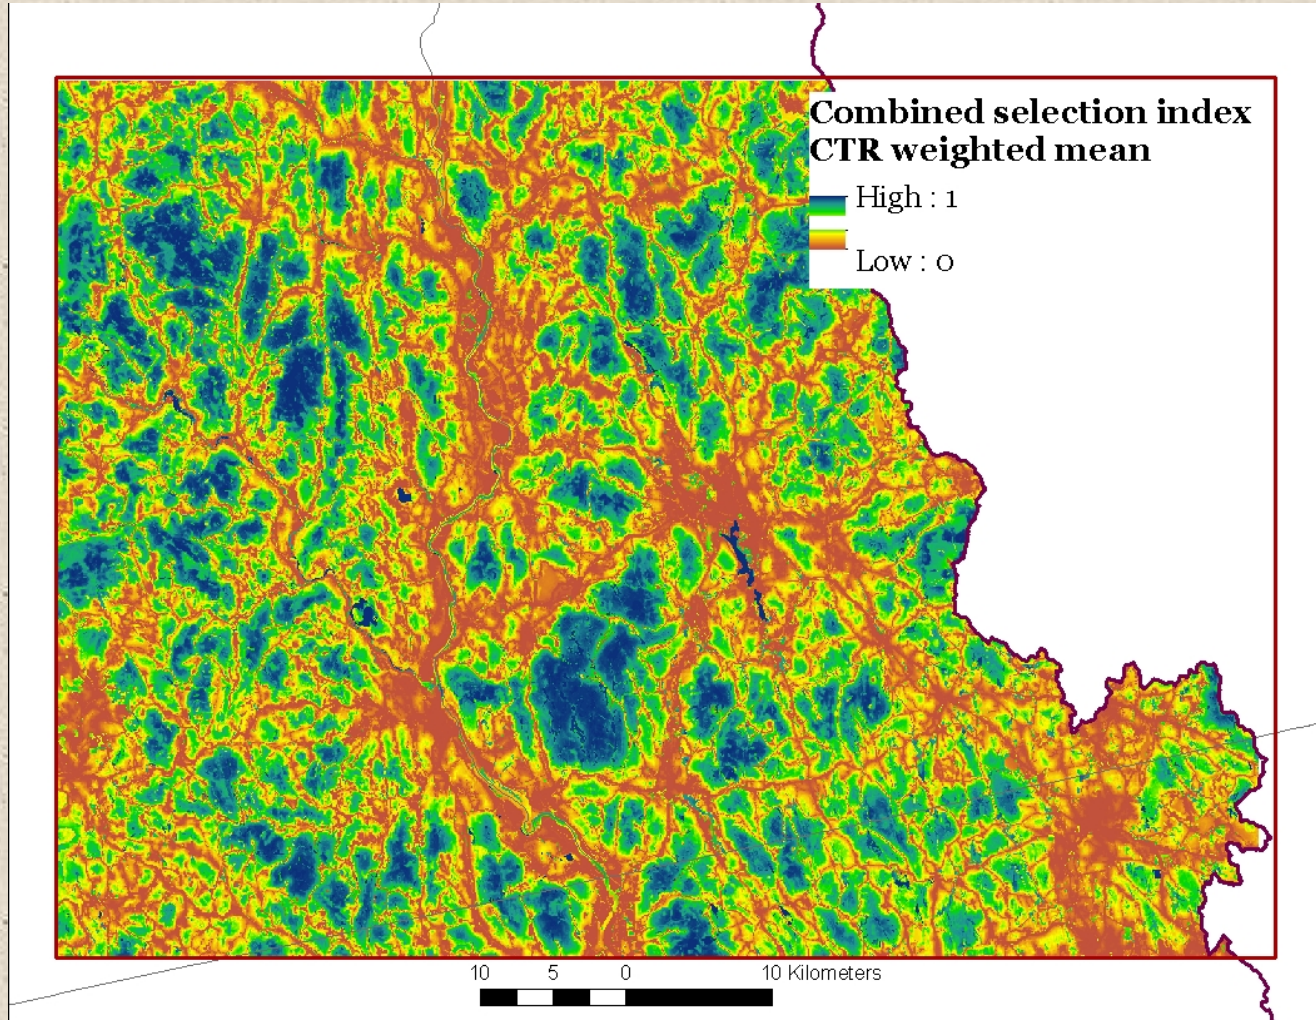 Combined selection index
CTR weighted mean
High : 1
Low : 0
10 5 0 10 Kilometers